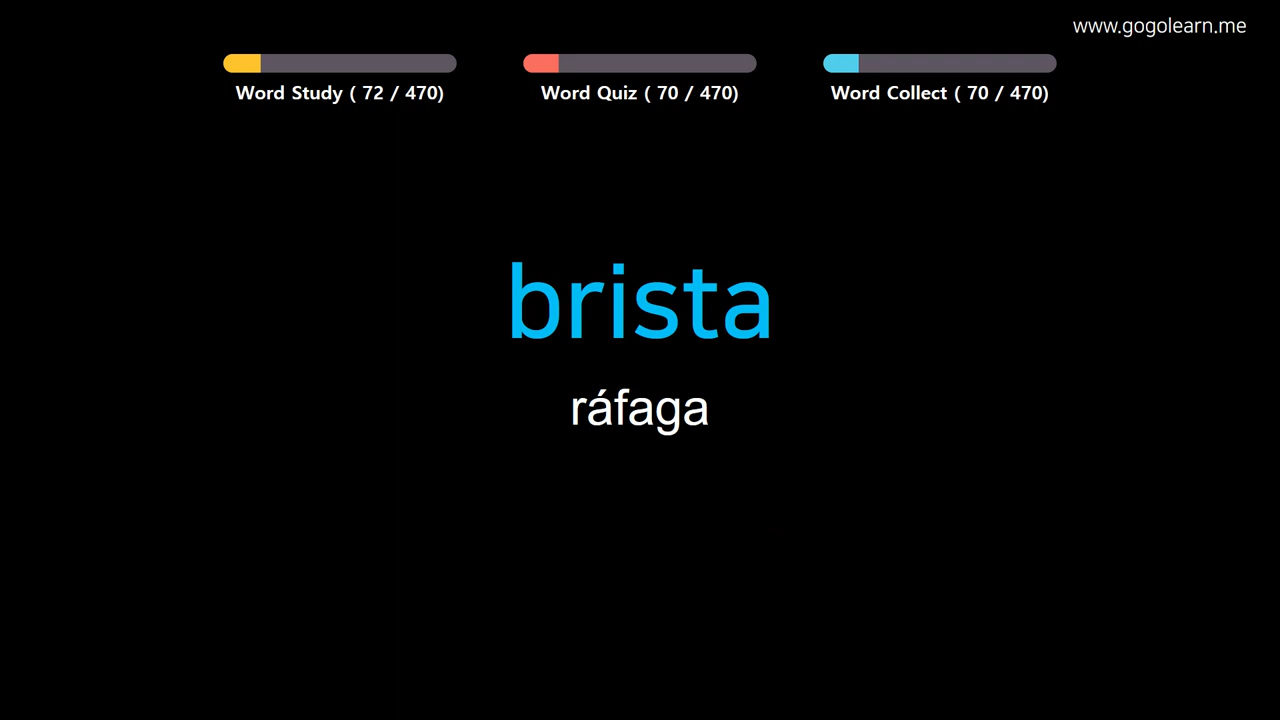 www.gogolearn.me
Word Study ( 72 / 470)
Word Quiz ( 70 / 470)
Word Collect ( 70 / 470)
brista
ráfaga